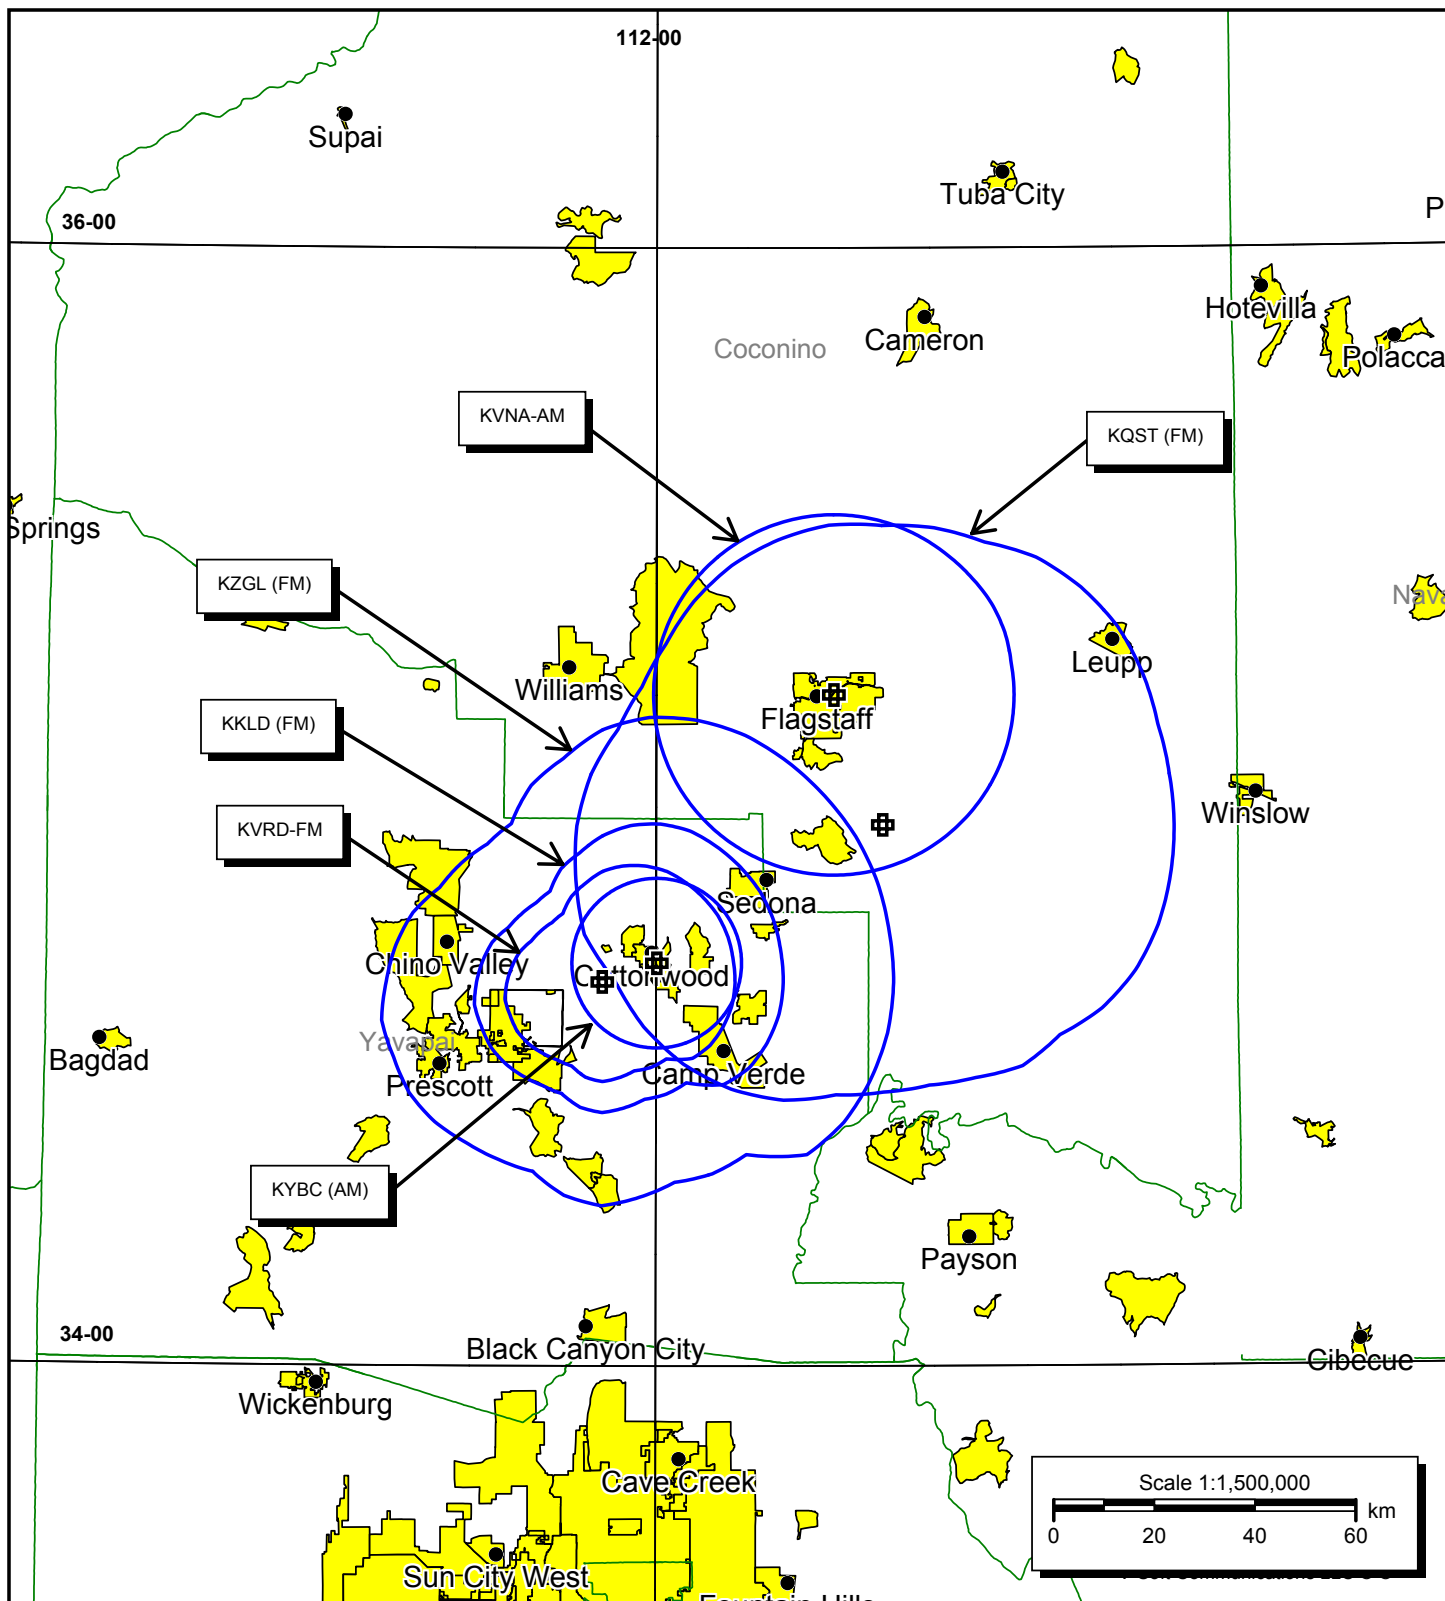 112-00
Supai
Tuba City
P
36-00
Hotevilla
Cameron
Coconino
Polacca
KVNA-AM
KQST (FM)
Springs
KZGL (FM)
Nava
Leupp
Williams
Flagstaff
KKLD (FM)
Winslow
KVRD-FM
Sedona
Chino Valley
Cottonwood
Yavapai
Bagdad
Prescott
Camp Verde
KYBC (AM)
Payson
34-00
Black Canyon City
Cibecue
Wickenburg
Cave Creek
Scale 1:1,500,000
km
0 20 40 60
Sun City West
Fountain Hills